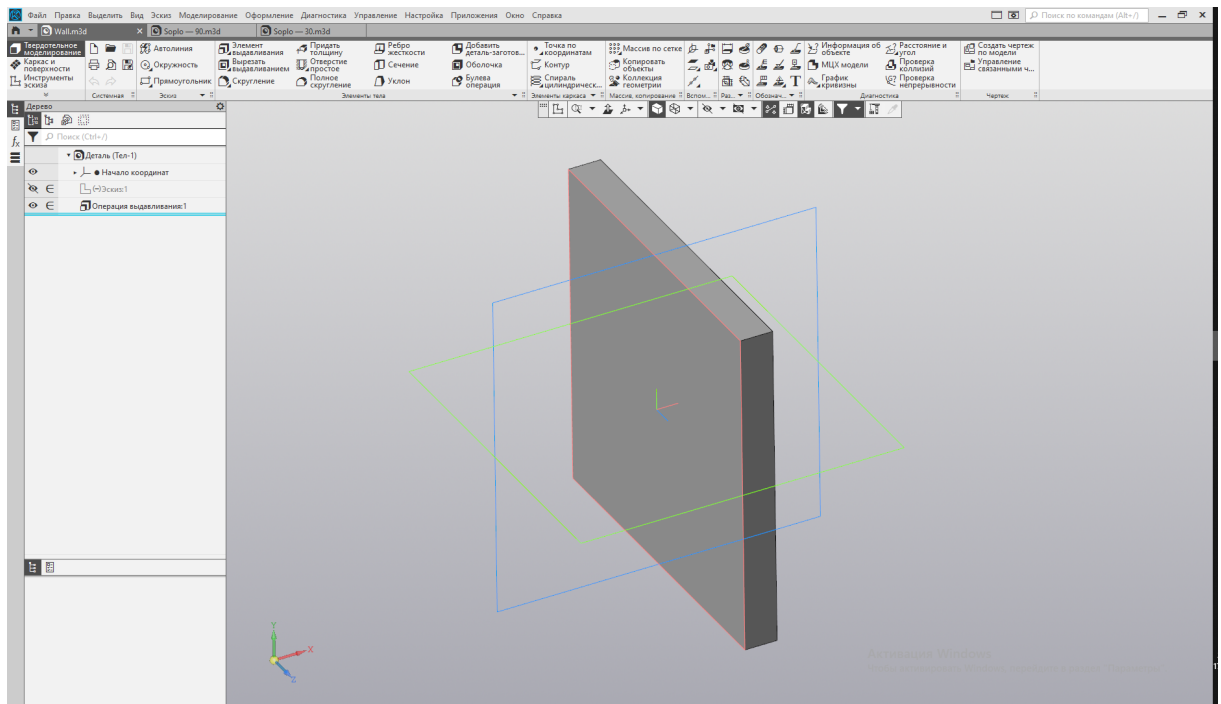 Файл Правка Выделить Вид Эскиз Моделирование Оформление Диагностика Управление Настройка Приложения Окно Справка
Поиск по командам (Alt+/)
Wall.m3d Soplo — 90.m3d Soplo — 30.m3d
Твердотельное моделирование
Каркас и поверхности
Инструменты эскиза
Системная
Автолиния
Окружность
Прямоугольник
Эскиз
Элемент выдавливания
Вырезать выдавливанием
Скругление
Придать толщину
Отверстие простое
Полное скругление
Ребро жесткости
Сечение
Уклон
Добавить деталь-заготов...
Оболочка
Булева операция
Элементы тела
Точка по координатам
Контур
Спираль цилиндрическ...
Элементы каркаса
Массив по сетке
Копировать объекты
Коллекция геометрии
Массив, копирование
Вспом...
Раз...
Обознач...
Информация об объекте
МЦХ модели
График кривизны
Расстояние и угол
Проверка коллизий
Проверка непрерывности
Диагностика
Создать чертеж по модели
Управление связанными ч...
Чертеж
Дерево
Поиск (Ctrl+/)
Деталь (Тел-1)
Начало координат
(-)Эскиз:1
Операция выдавливания:1
Y
X
Z
Активация Windows